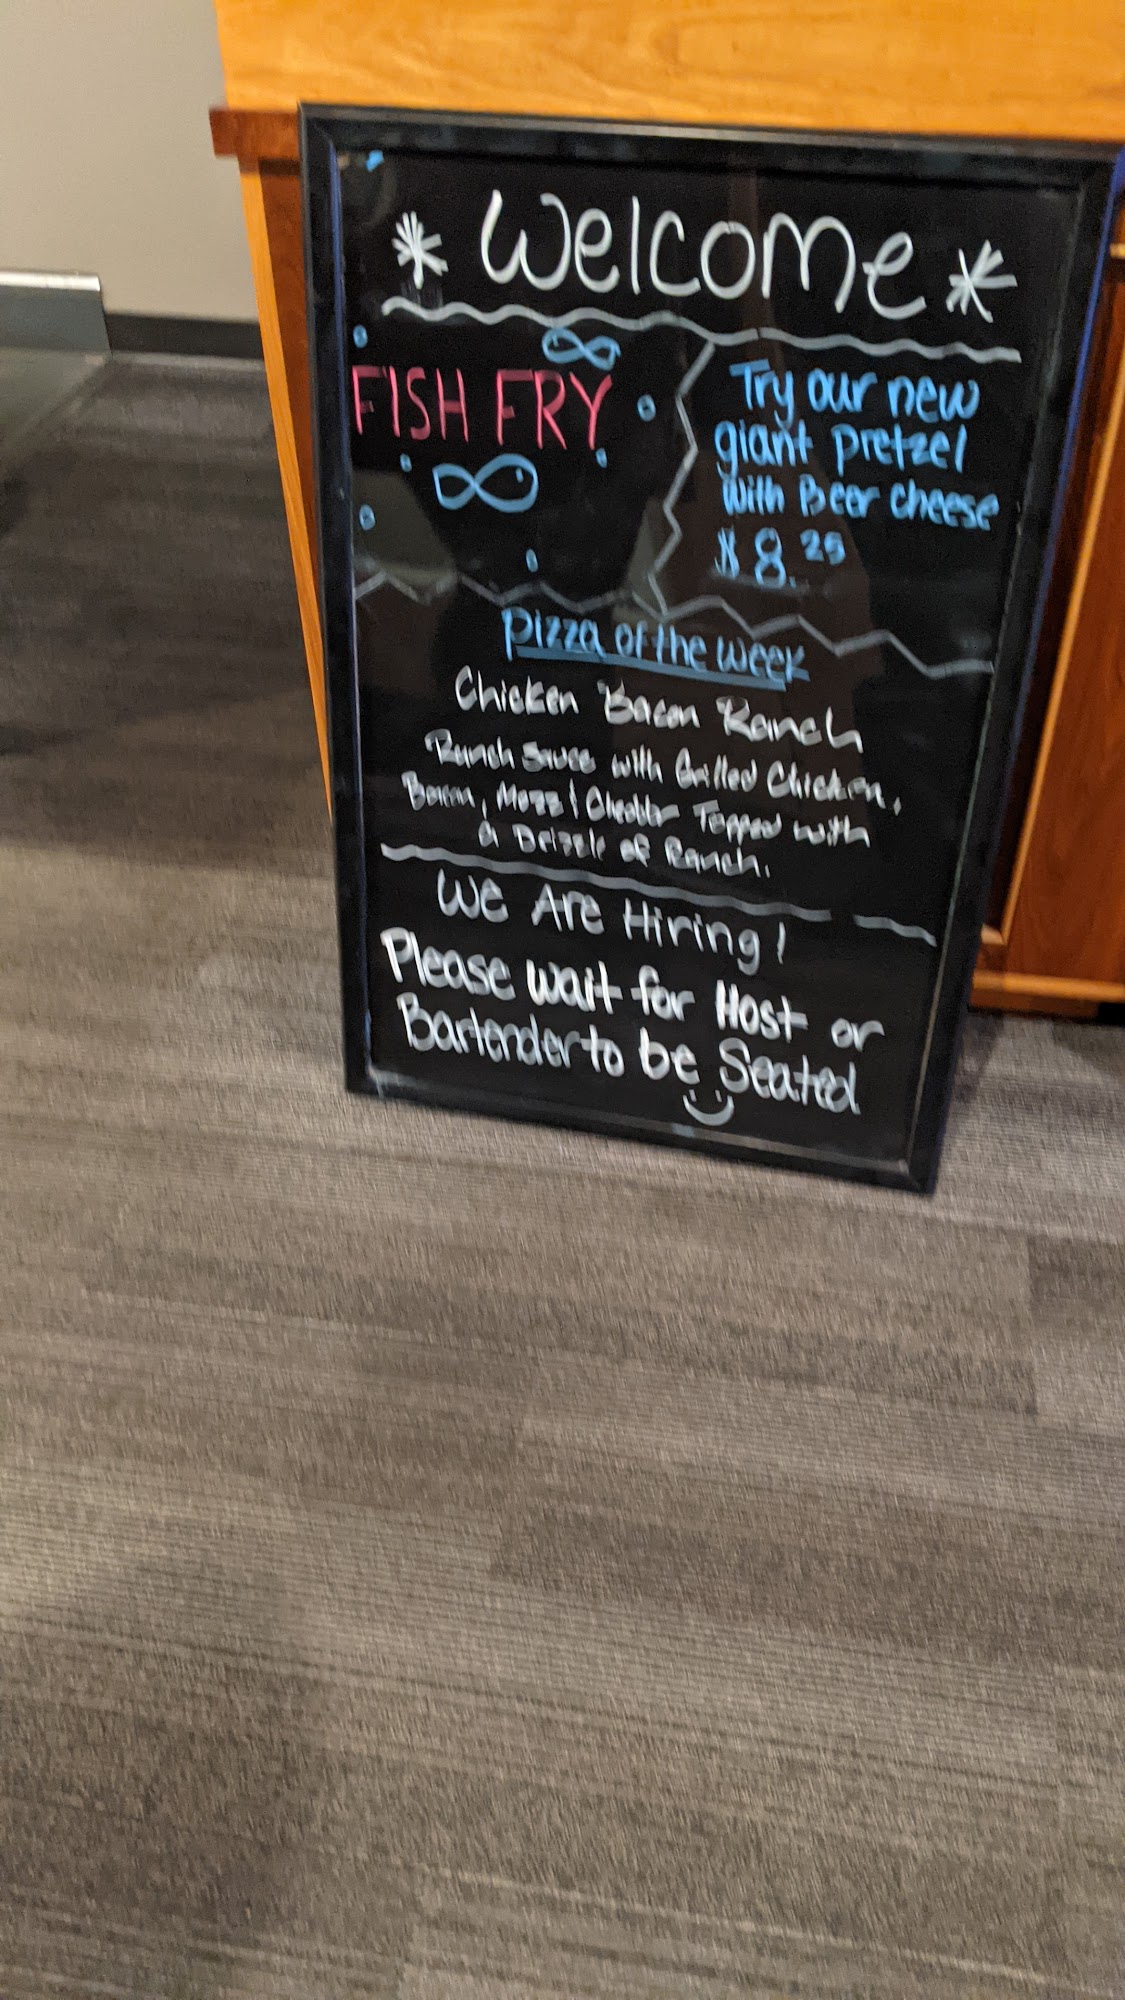 Welcome
FISH FRY
Try our new
giant pretzel
with Beer cheese
$8.25
Pizza of the week
Chicken Bacon Ranch
Ranch Sauce with Grilled Chicken,
Bacon, Mozz & Cheddar Topped with
a Drizzle of Ranch.
We Are Hiring!
Please wait for Host or
Bartender to be Seated